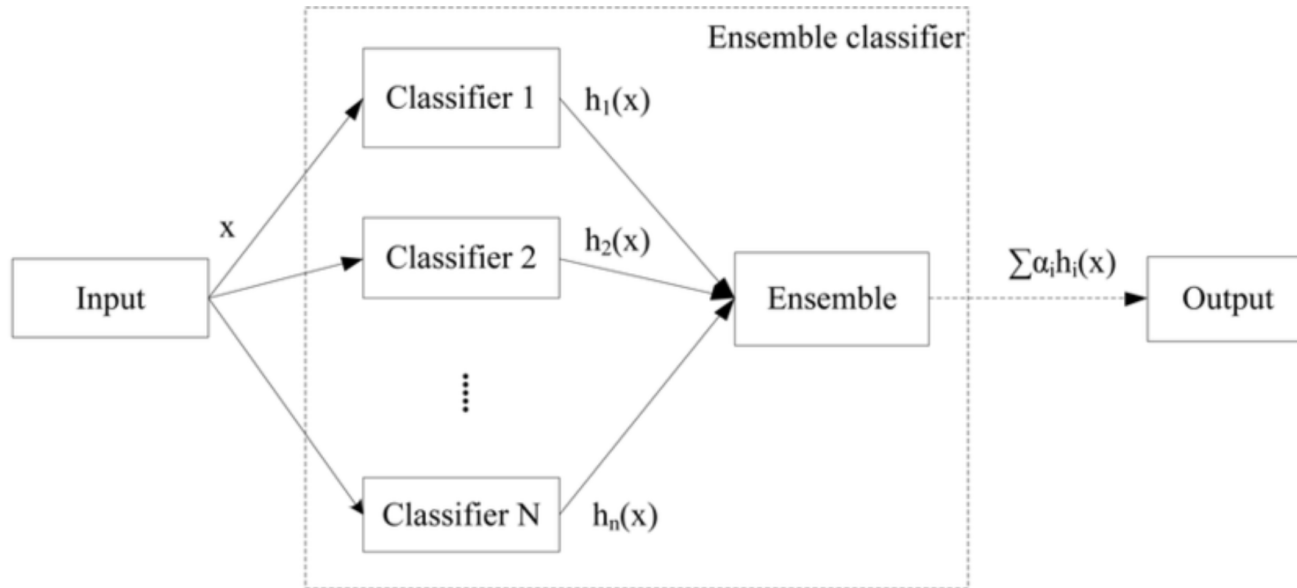 Ensemble classifier
Classifier 1
h₁(x)
x
Classifier 2
h₂(x)
Input
Ensemble
∑αᵢhᵢ(x)
Output
Classifier N
hₙ(x)